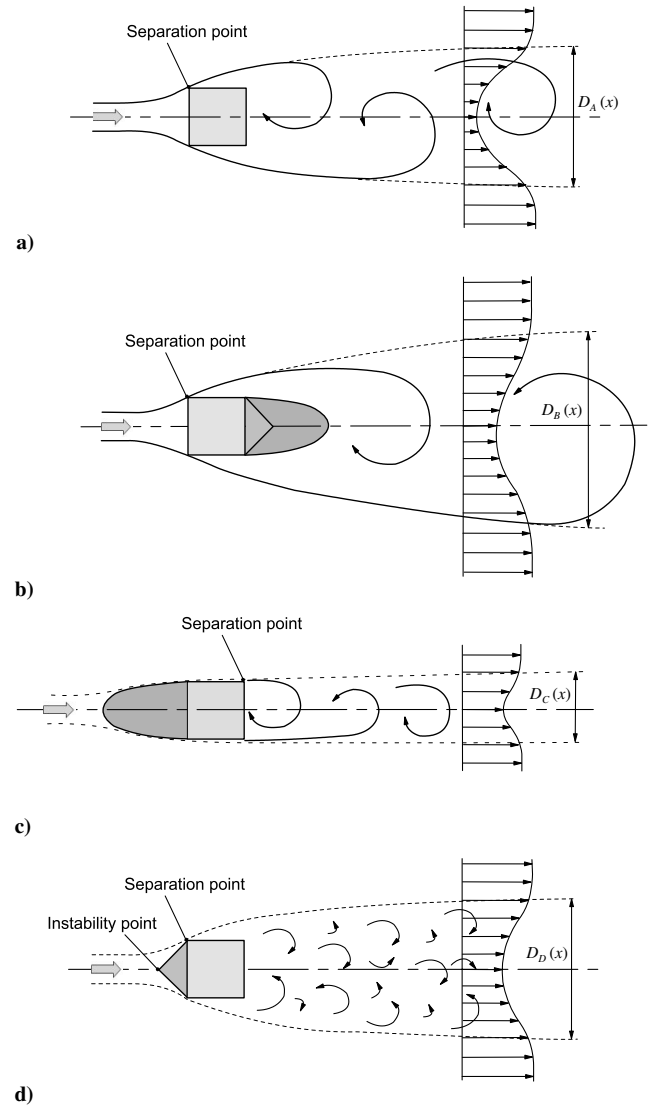 Separation point
D_A (x)
a)
Separation point
D_B (x)
b)
Separation point
D_C (x)
c)
Separation point
Instability point
D_D (x)
d)